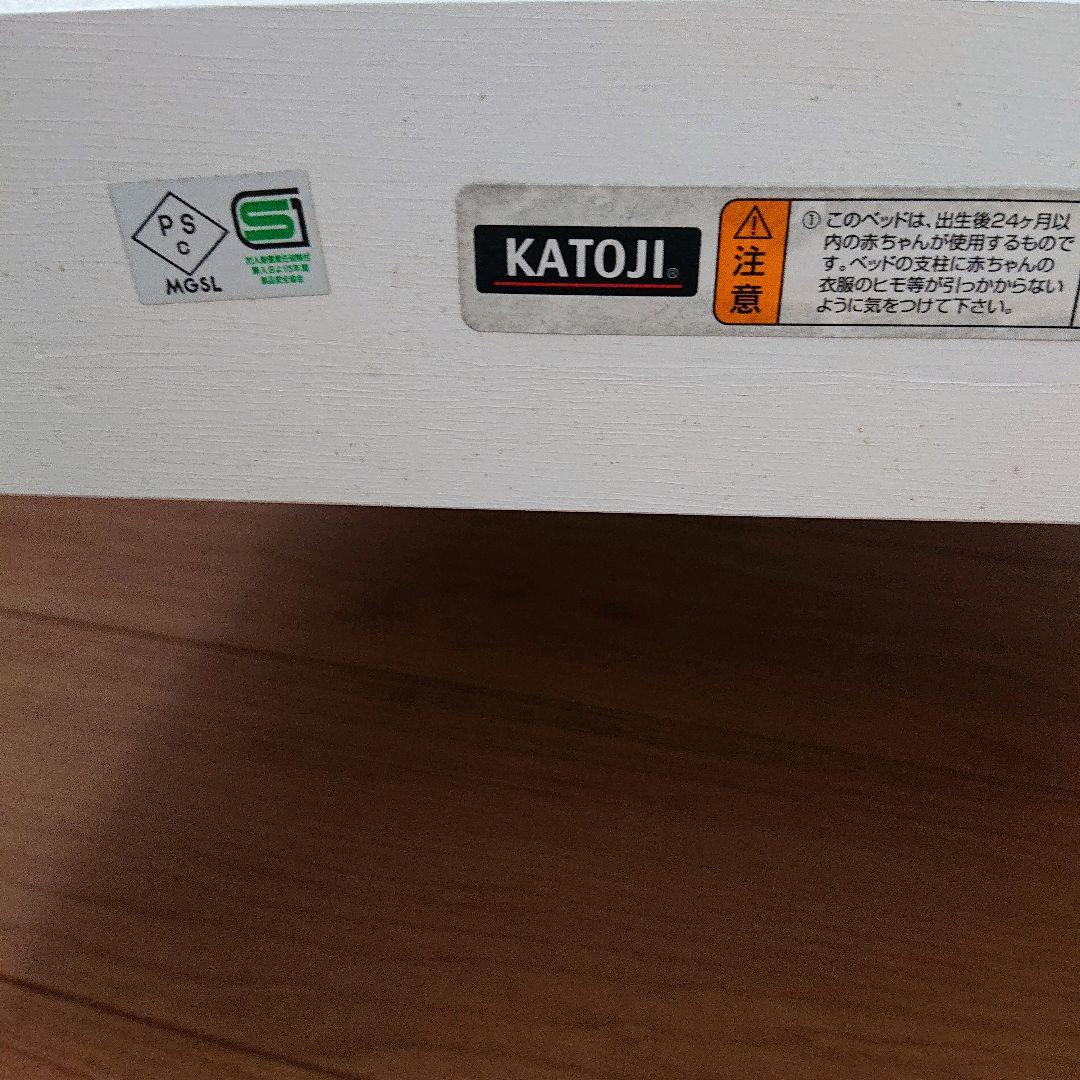 PS
C
MGSL
SG
KATOJI®
注意
① このベッドは、出生後24ヶ月以
内の赤ちゃんが使用するもので
す。ベッドの支柱に赤ちゃんの
衣服のヒモ等が引っかからない
ように気をつけて下さい。